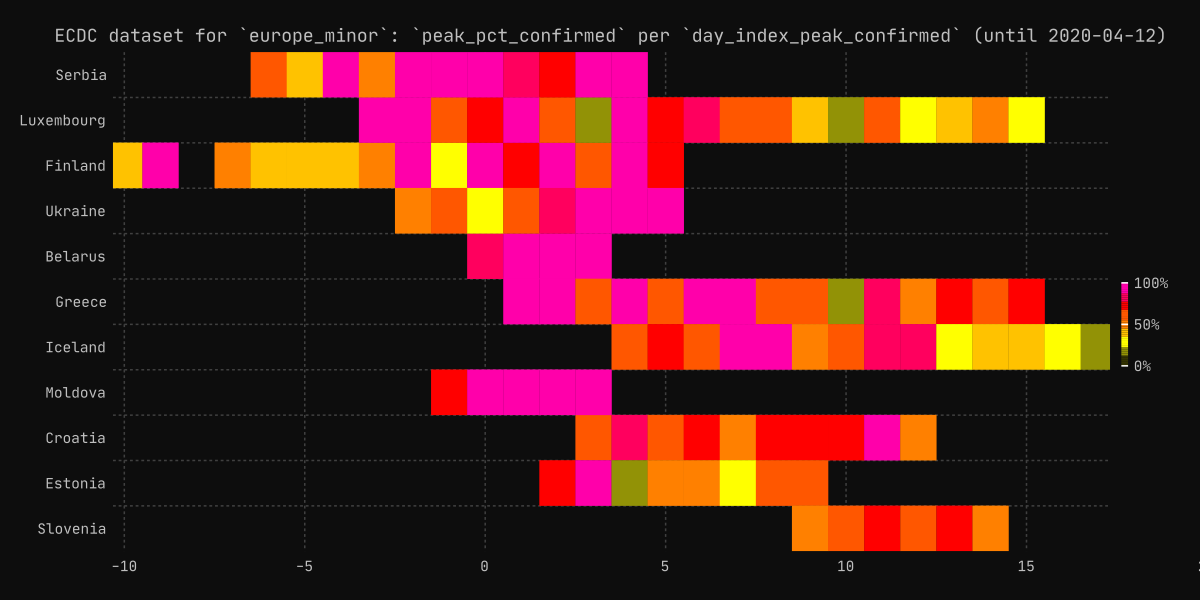 ECDC dataset for `europe_minor`: `peak_pct_confirmed` per `day_index_peak_confirmed` (until 2020-04-12)
Serbia
Luxembourg
Finland
Ukraine
Belarus
Greece
Iceland
Moldova
Croatia
Estonia
Slovenia
-10 -5 0 5 10 15
100%
50%
0%